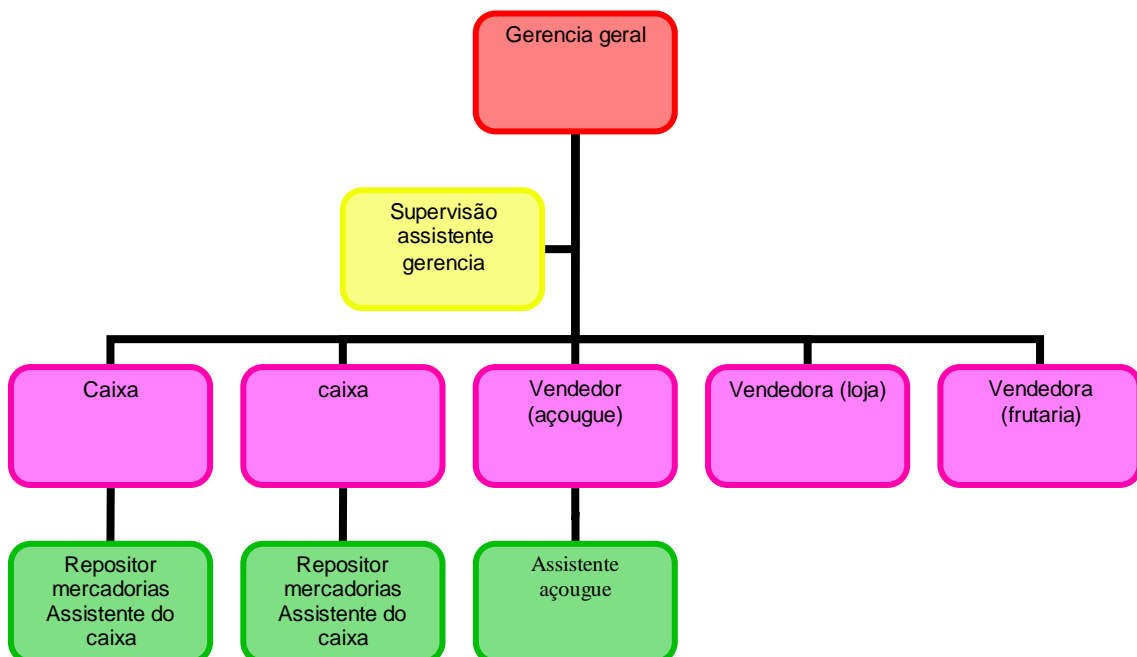 Gerencia geral
Supervisão
assistente
gerencia
Caixa
caixa
Vendedor
(açougue)
Vendedora (loja)
Vendedora
(frutaria)
Repositor
mercadorias
Assistente do
caixa
Repositor
mercadorias
Assistente do
caixa
Assistente
açougue